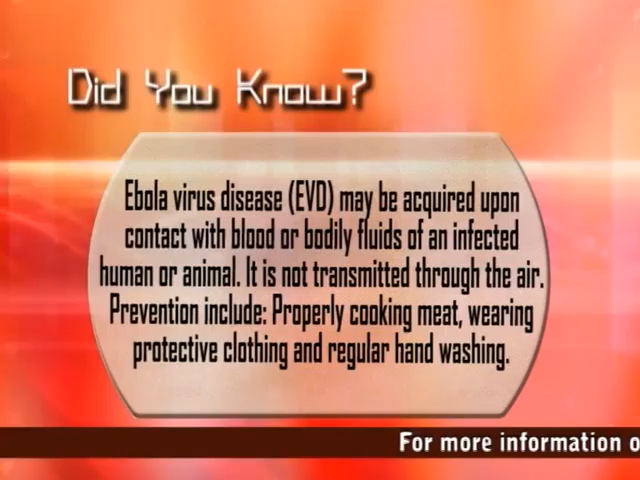 Did You Know?
Ebola virus disease (EVD) may be acquired upon
contact with blood or bodily fluids of an infected
human or animal. It is not transmitted through the air.
Prevention include: Properly cooking meat, wearing
protective clothing and regular hand washing.
For more information o